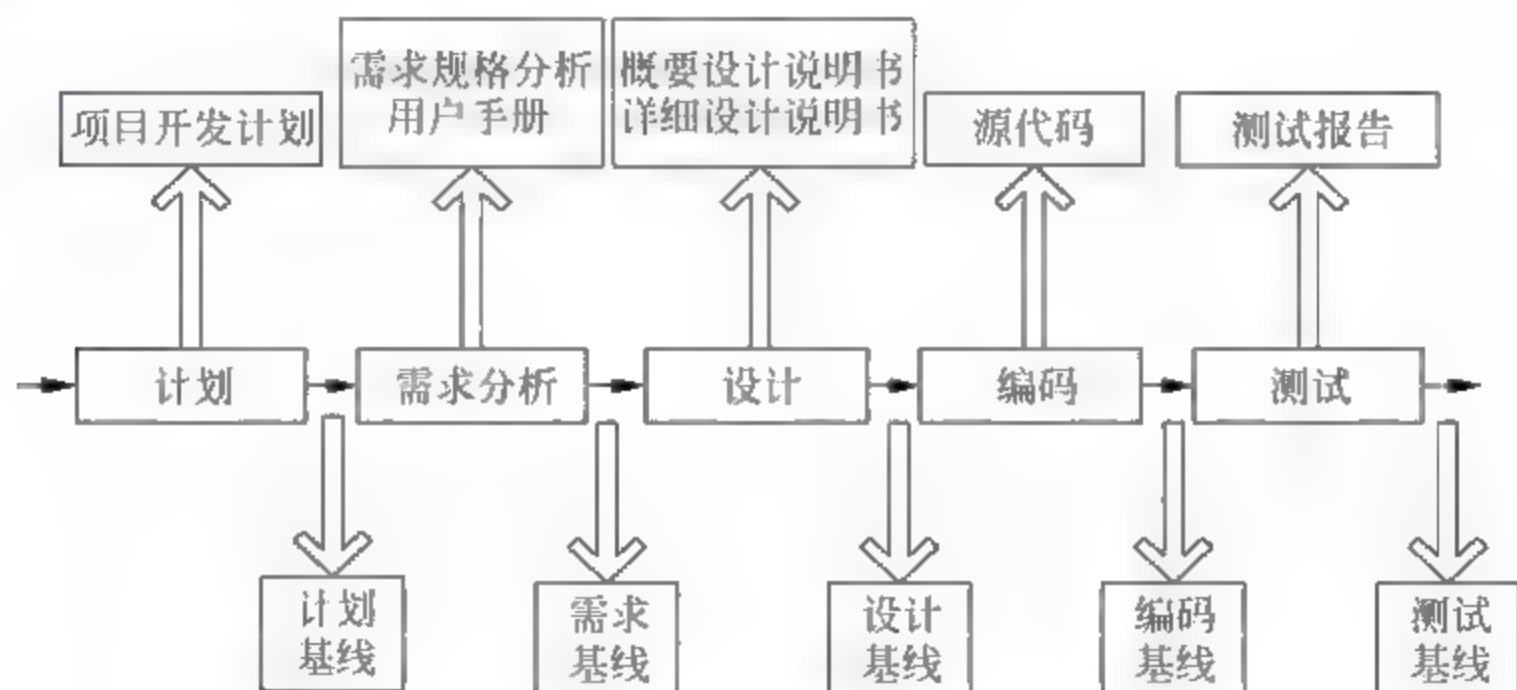 项目开发计划
需求规格分析
用户手册
概要设计说明书
详细设计说明书
源代码
测试报告
计划
需求分析
设计
编码
测试
计划
基线
需求
基线
设计
基线
编码
基线
测试
基线